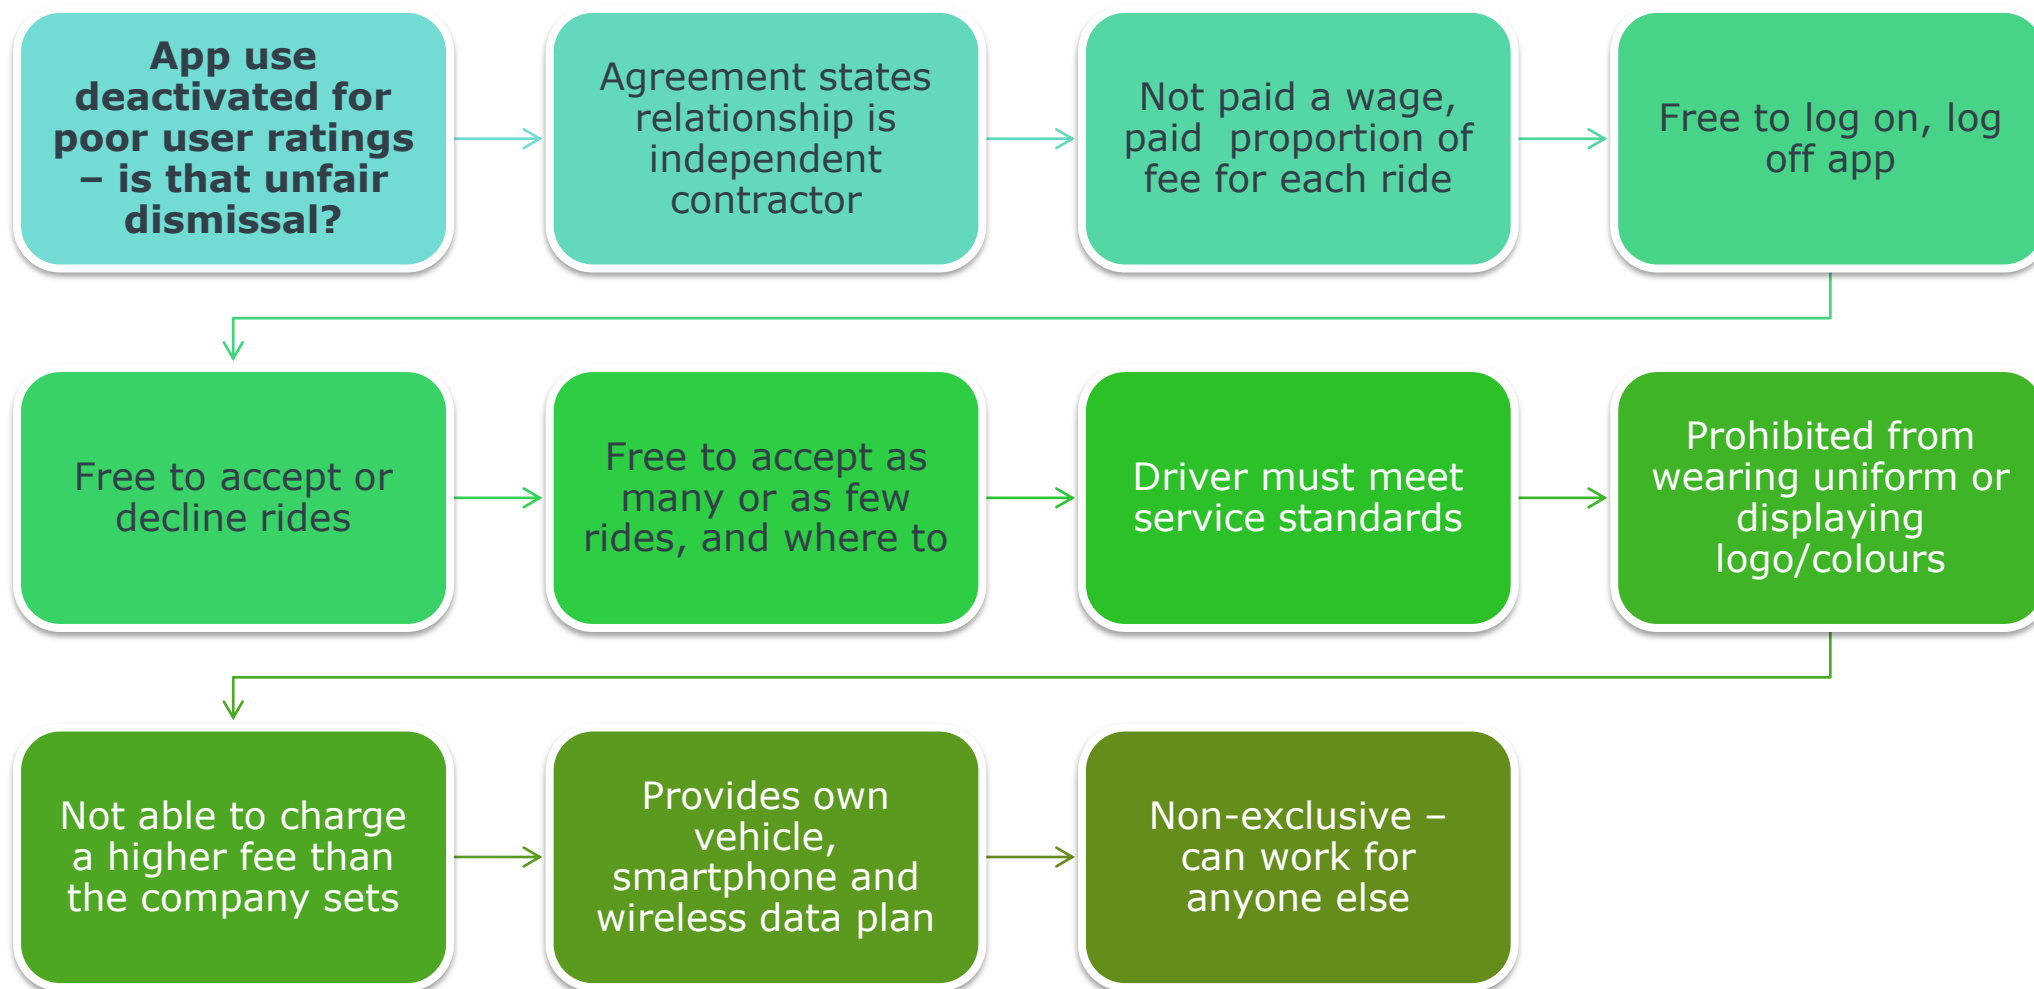 App use
deactivated for
poor user ratings
– is that unfair
dismissal?
Agreement states
relationship is
independent
contractor
Not paid a wage,
paid proportion of
fee for each ride
Free to log on, log
off app
Free to accept or
decline rides
Free to accept as
many or as few
rides, and where to
Driver must meet
service standards
Prohibited from
wearing uniform or
displaying
logo/colours
Not able to charge
a higher fee than
the company sets
Provides own
vehicle,
smartphone and
wireless data plan
Non-exclusive –
can work for
anyone else